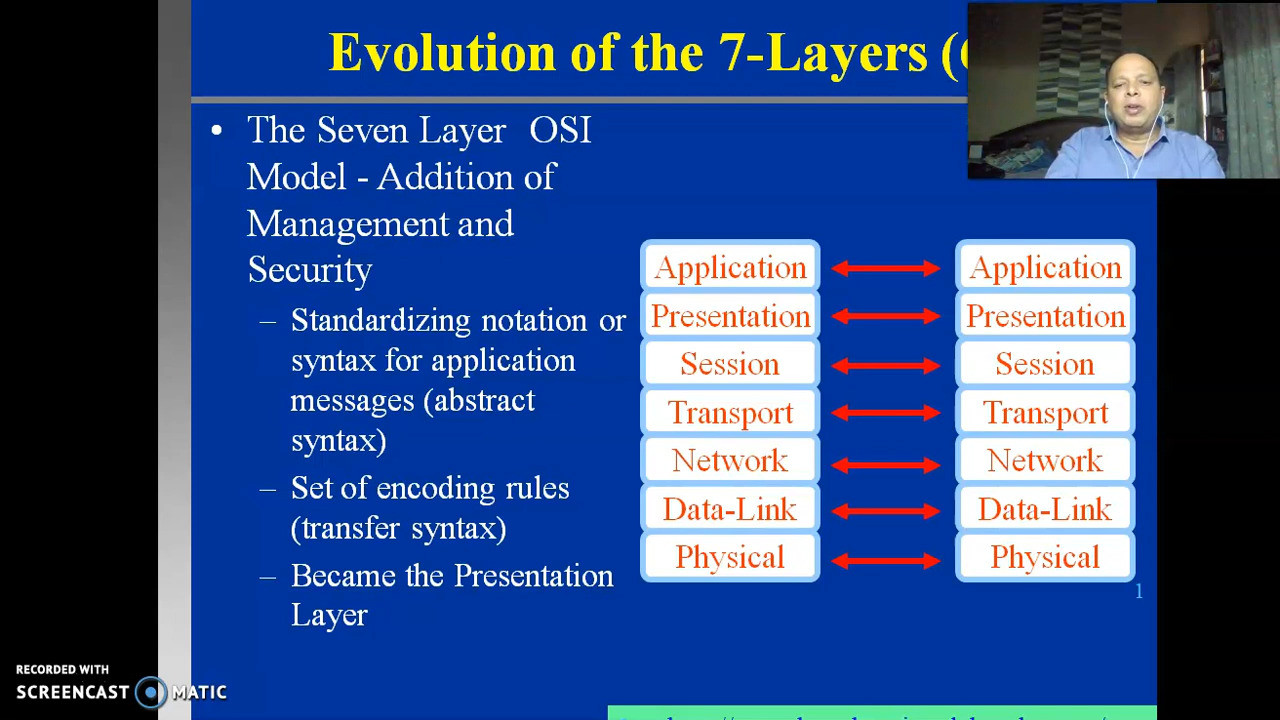 Evolution of the 7-Layers (
• The Seven Layer OSI
Model - Addition of
Management and
Security
– Standardizing notation or
syntax for application
messages (abstract
syntax)
– Set of encoding rules
(transfer syntax)
– Became the Presentation
Layer
Application Application
Presentation Presentation
Session Session
Transport Transport
Network Network
Data-Link Data-Link
Physical Physical
1
RECORDED WITH
SCREENCAST MATIC